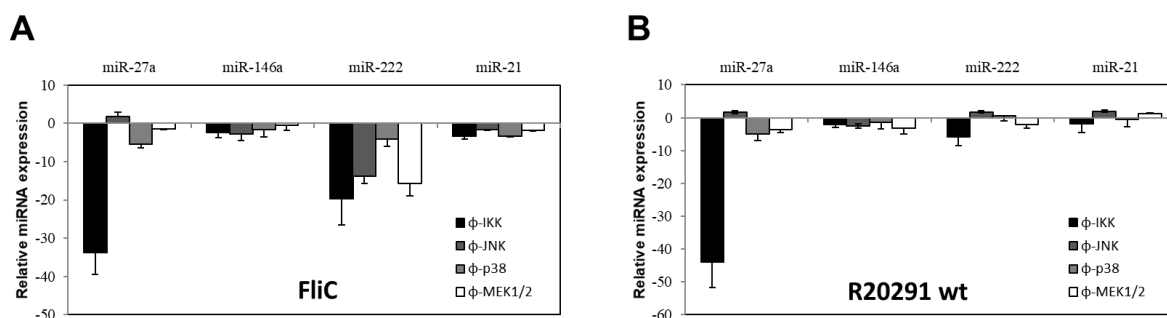 A
miR-27a miR-146a miR-222 miR-21
Relative miRNA expression
10
0
-10
-20
-30
-40
-50
ф-IKK
ф-JNK
ф-p38
ф-MEK1/2
FliC
B
miR-27a miR-146a miR-222 miR-21
Relative miRNA expression
10
0
-10
-20
-30
-40
-50
-60
ф-IKK
ф-JNK
ф-p38
ф-MEK1/2
R20291 wt